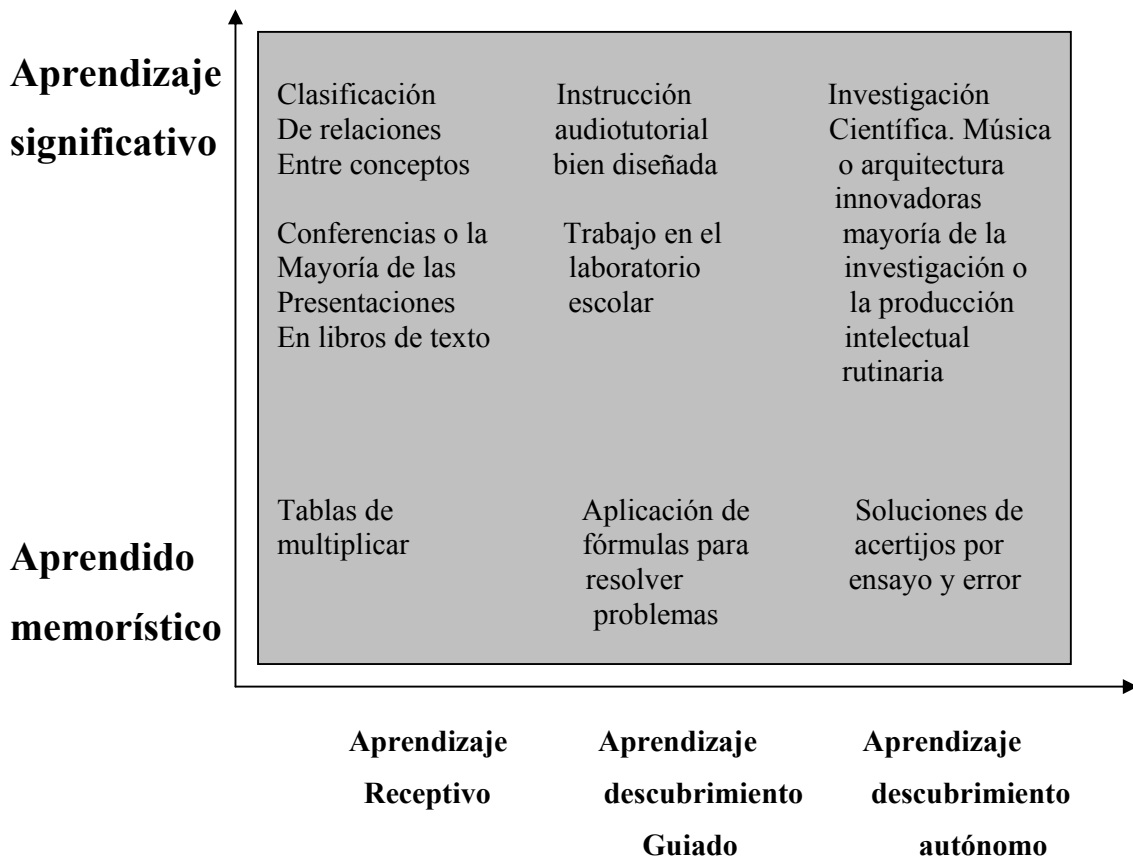 Aprendizaje
significativo
Clasificación
De relaciones
Entre conceptos
Instrucción
audiotutorial
bien diseñada
Investigación
Científica. Música
o arquitectura
innovadoras
mayoría de la
investigación o
la producción
intelectual
rutinaria
Conferencias o la
Mayoría de las
Presentaciones
En libros de texto
Trabajo en el
laboratorio
escolar
Aprendido
memorístico
Tablas de
multiplicar
Aplicación de
fórmulas para
resolver
problemas
Soluciones de
acertijos por
ensayo y error
Aprendizaje
Receptivo
Aprendizaje
descubrimiento
Guiado
Aprendizaje
descubrimiento
autónomo